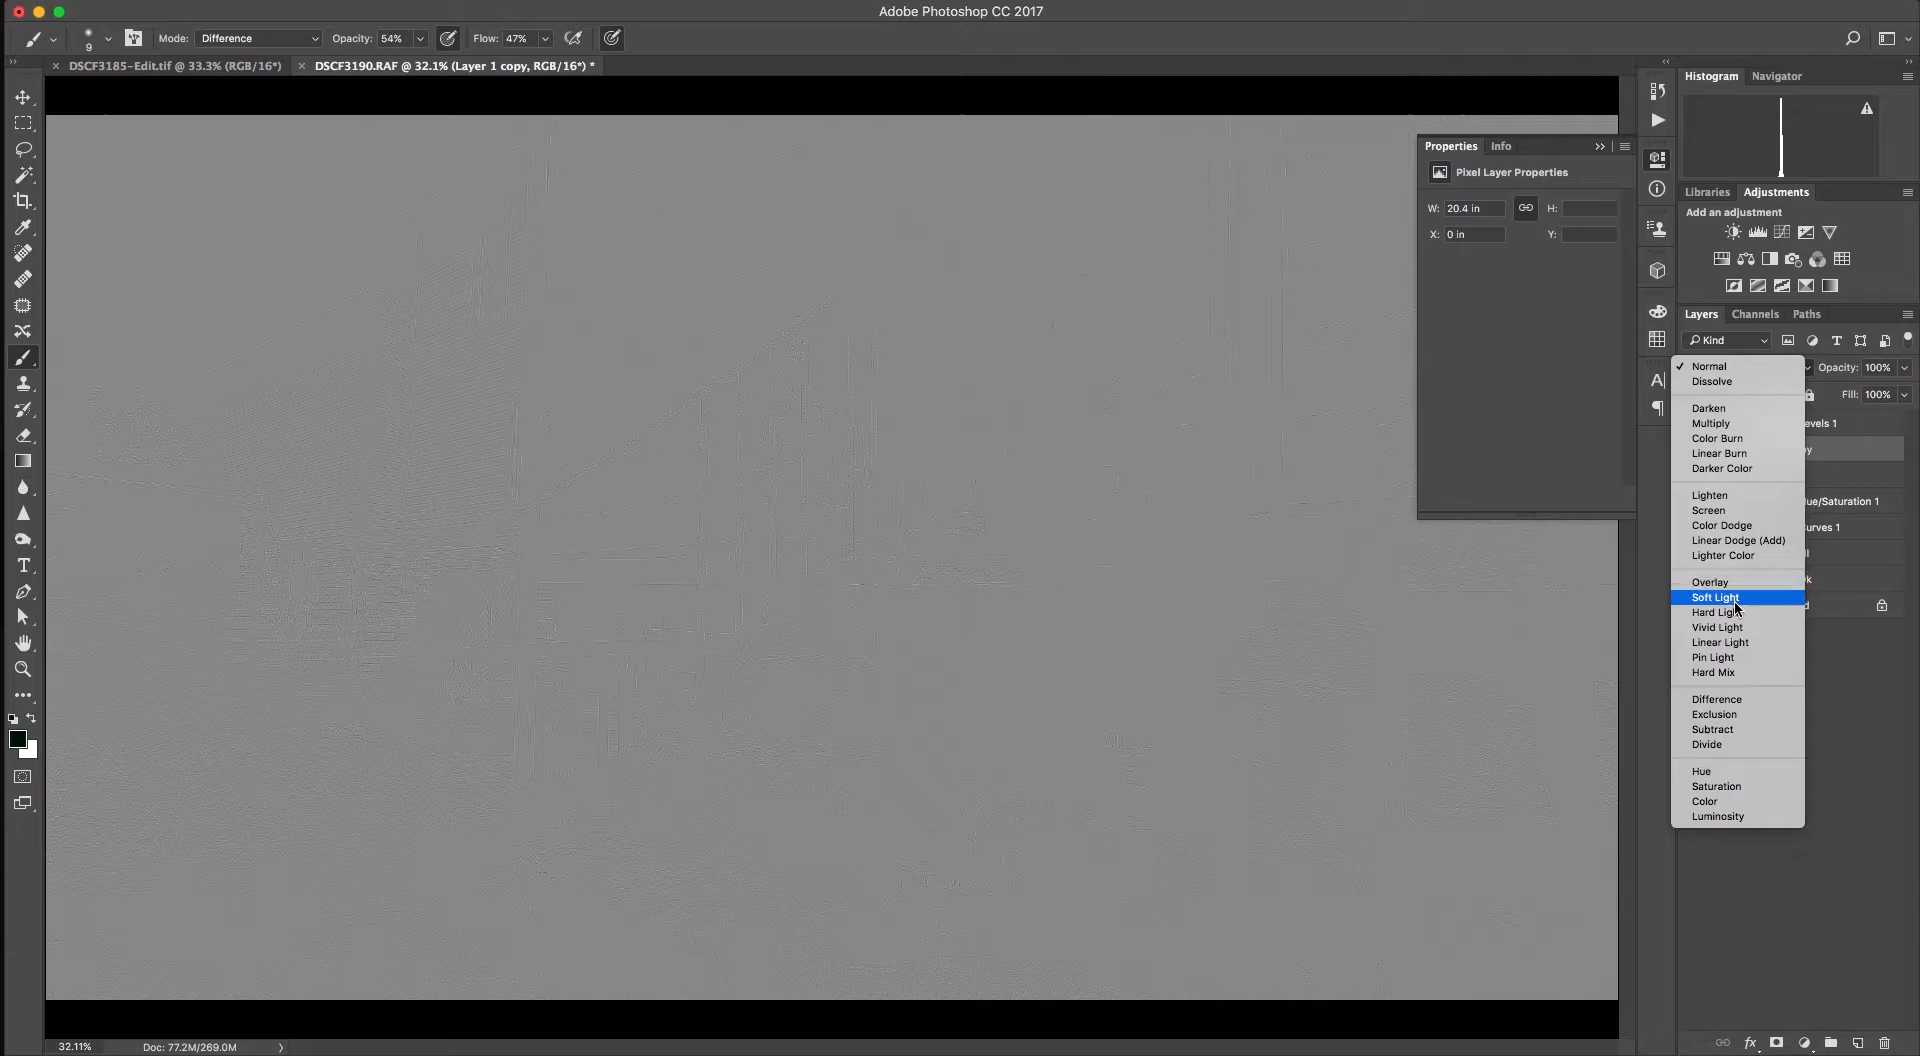 Adobe Photoshop CC 2017
9 Mode: Difference Opacity: 54% Flow: 47%
DSCF3185-Edit.tif @ 33.3% (RGB/16*) DSCF3190.RAF @ 32.1% (Layer 1 copy, RGB/16*) *
Histogram Navigator
Properties Info
Pixel Layer Properties
W: 20.4 in H:
X: 0 in Y:
Libraries Adjustments
Add an adjustment
Layers Channels Paths
Kind
Opacity: 100%
Fill: 100%
Normal
Dissolve
Darken
Multiply
Color Burn
Linear Burn
Darker Color
Lighten
Screen
Color Dodge
Linear Dodge (Add)
Lighter Color
Overlay
Soft Light
Hard Light
Vivid Light
Linear Light
Pin Light
Hard Mix
Difference
Exclusion
Subtract
Divide
Hue
Saturation
Color
Luminosity
evels 1
py
ue/Saturation 1
urves 1
ll
k
d
32.11% Doc: 77.2M/269.0M